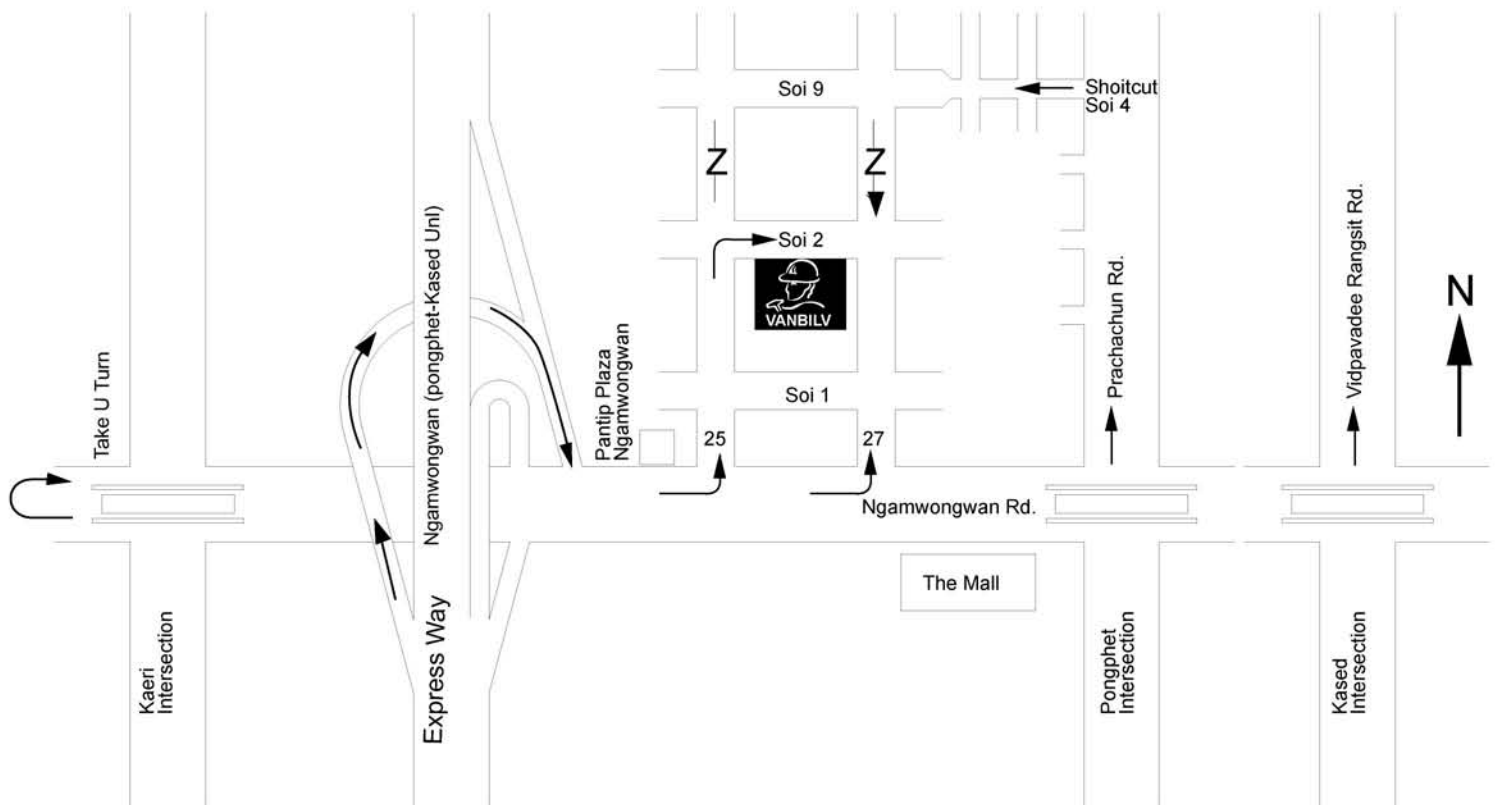 Soi 9
Shoitcut
Soi 4
Z
Z
Soi 2
VANBILV
Soi 1
25
27
Take U Turn
Ngamwongwan (pongphet-Kased UnI)
Pantip Plaza
Ngamwongwan
Prachachun Rd.
Vidpavadee Rangsit Rd.
N
Ngamwongwan Rd.
The Mall
Kaeri
Intersection
Express Way
Pongphet
Intersection
Kased
Intersection